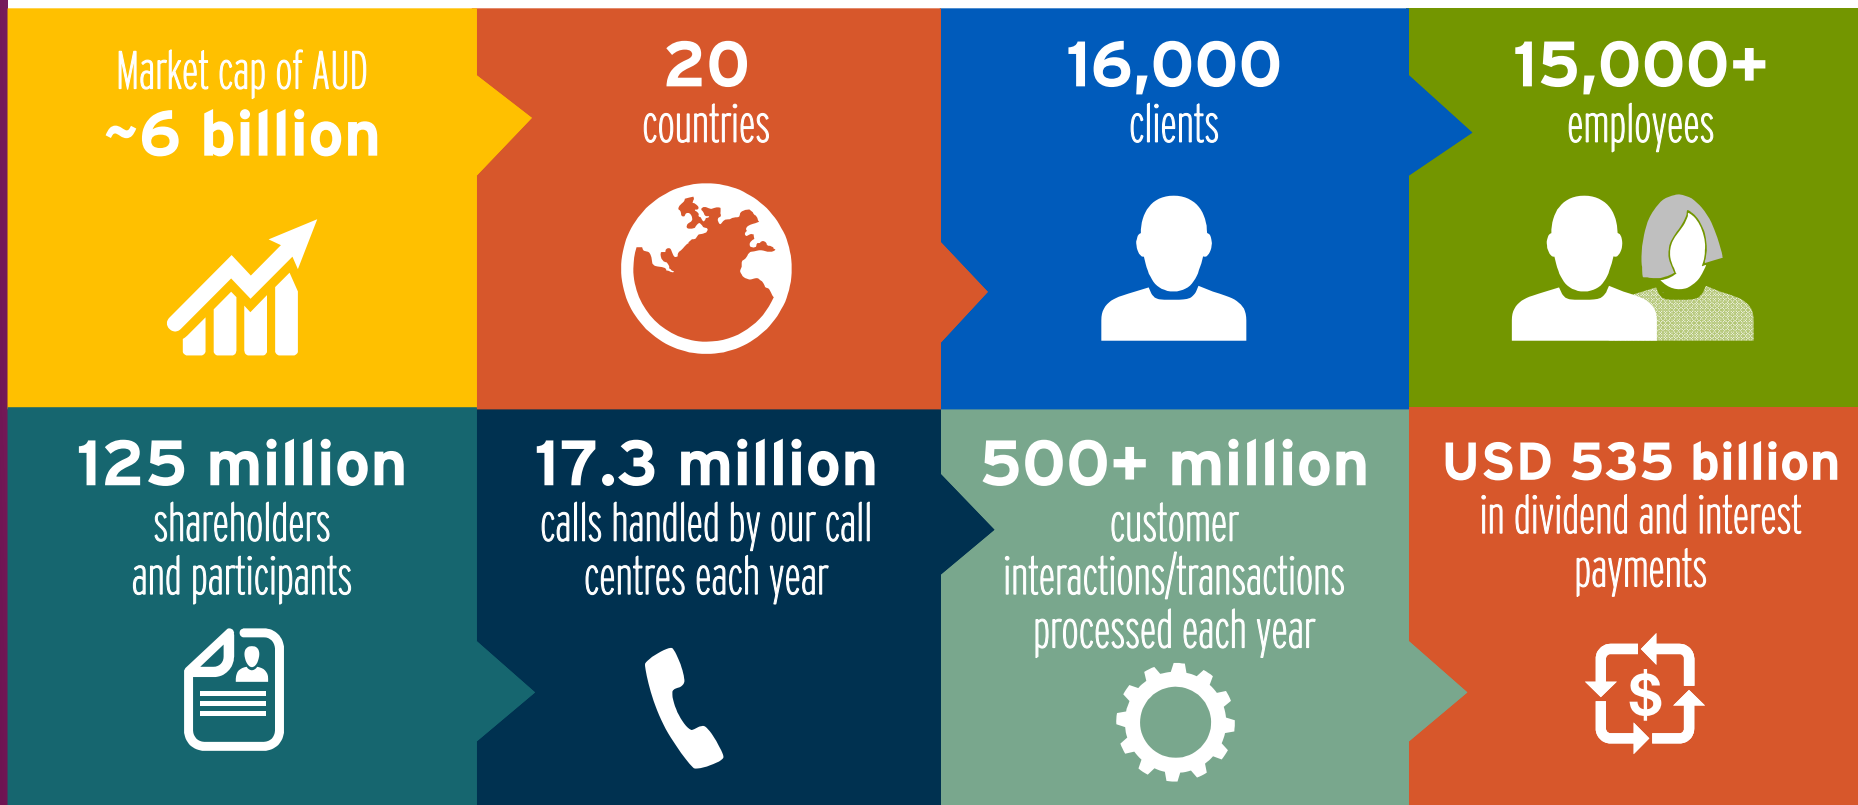 Market cap of AUD
~6 billion
20
countries
16,000
clients
15,000+
employees
125 million
shareholders
and participants
17.3 million
calls handled by our call
centres each year
500+ million
customer
interactions/transactions
processed each year
USD 535 billion
in dividend and interest
payments
$